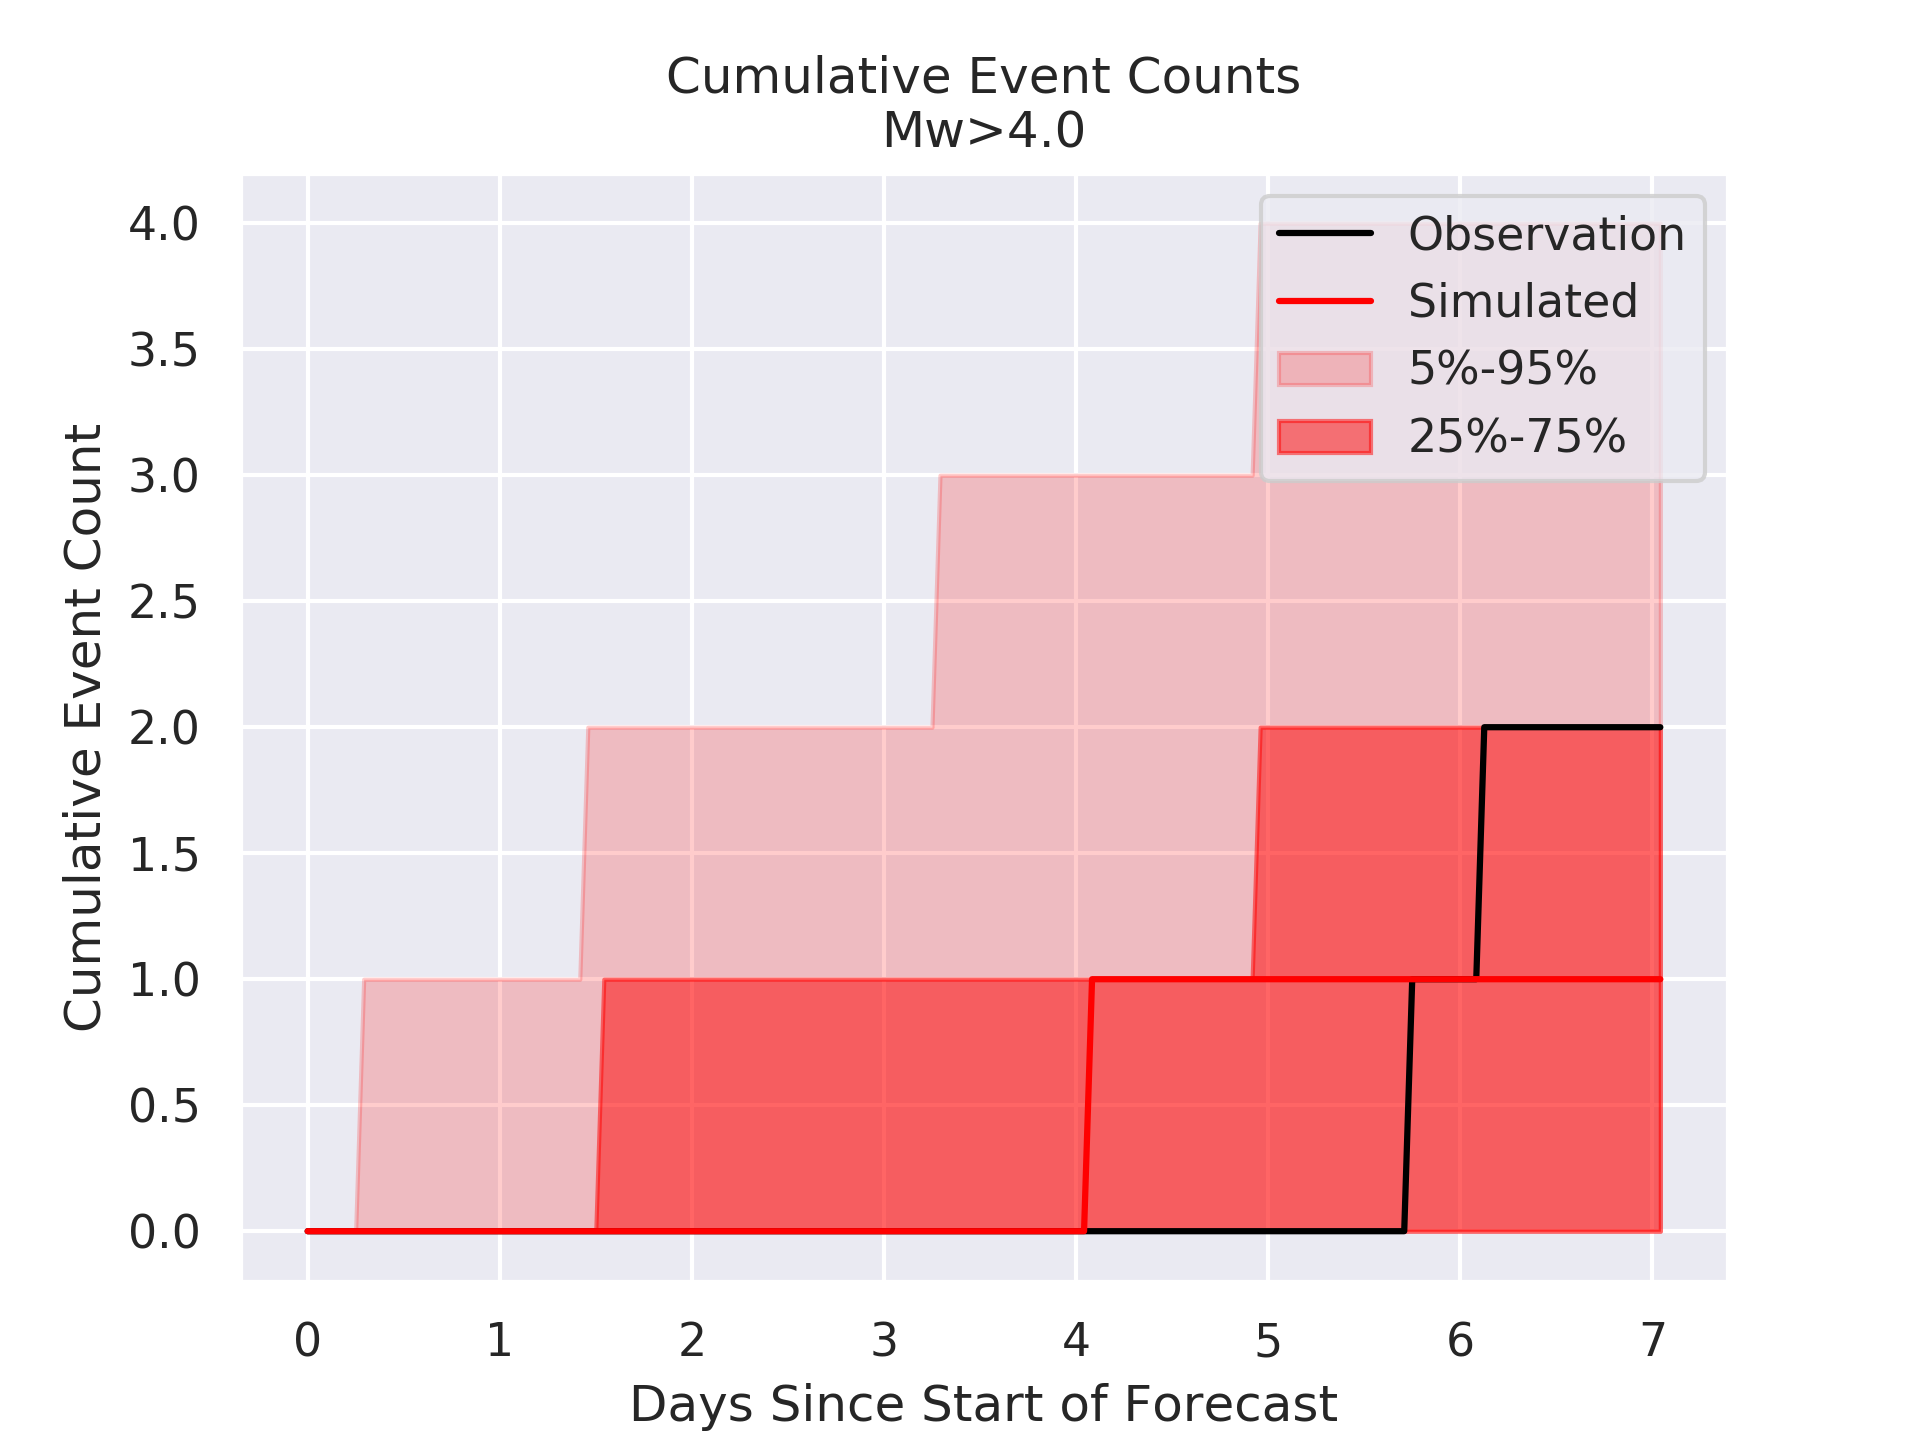 Cumulative Event Counts
Mw>4.0
Observation
Simulated
5%-95%
25%-75%
Cumulative Event Count
4.0
3.5
3.0
2.5
2.0
1.5
1.0
0.5
0.0
0 1 2 3 4 5 6 7
Days Since Start of Forecast